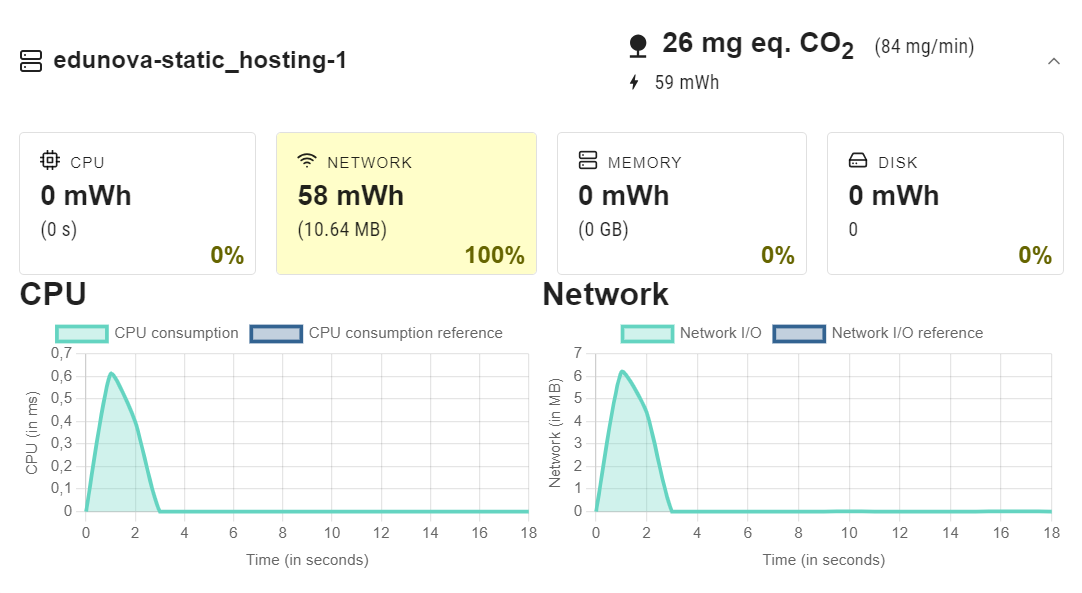 edunova-static_hosting-1
26 mg eq. CO2 (84 mg/min)
59 mWh
CPU
0 mWh
(0 s)
0%
NETWORK
58 mWh
(10.64 MB)
100%
MEMORY
0 mWh
(0 GB)
0%
DISK
0 mWh
0
0%
CPU
CPU consumption CPU consumption reference
0,7
0,6
0,5
0,4
0,3
0,2
0,1
0
CPU (in ms)
0 2 4 6 8 10 12 14 16 18
Time (in seconds)
Network
Network I/O Network I/O reference
7
6
5
4
3
2
1
0
Network (in MB)
0 2 4 6 8 10 12 14 16 18
Time (in seconds)